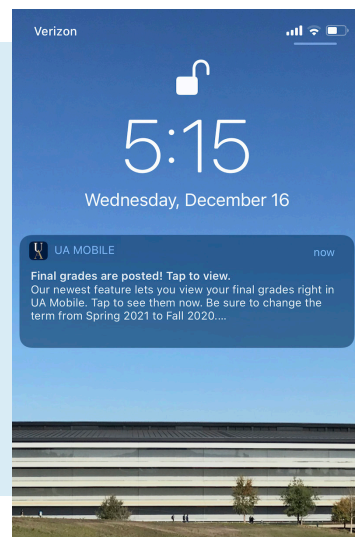 Verizon
5:15
Wednesday, December 16
UA
UA MOBILE
now
Final grades are posted! Tap to view.
Our newest feature lets you view your final grades right in
UA Mobile. Tap to see them now. Be sure to change the
term from Spring 2021 to Fall 2020....